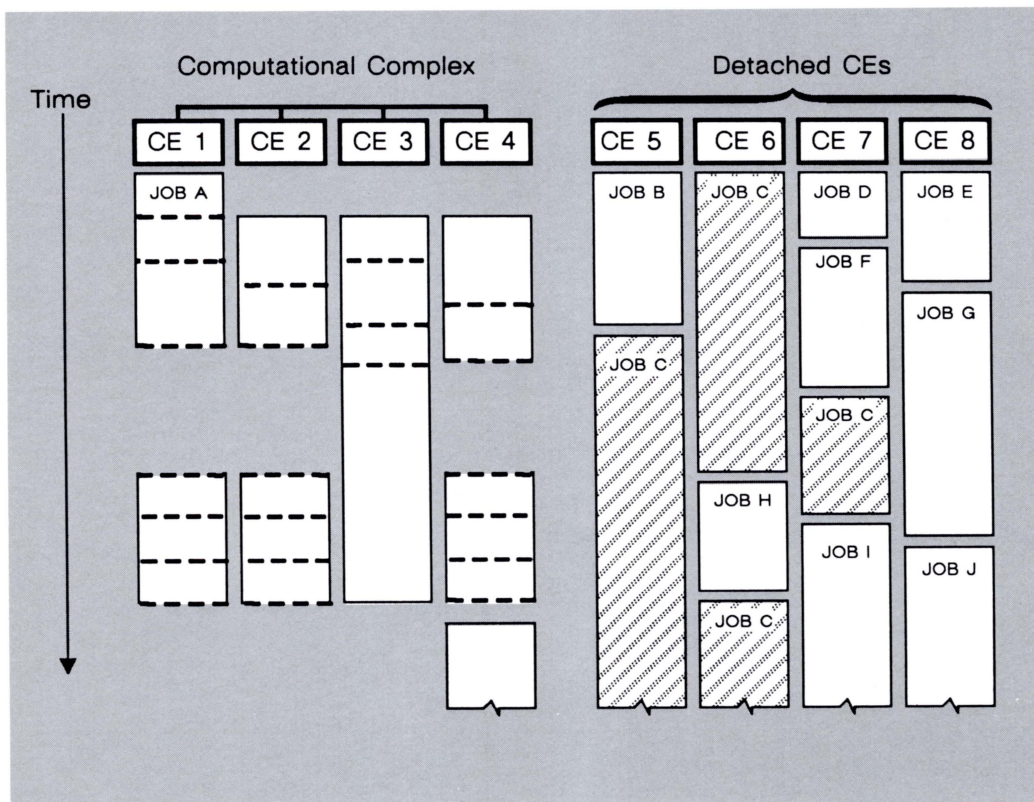 Computational Complex
Detached CEs
Time
CE 1
CE 2
CE 3
CE 4
CE 5
CE 6
CE 7
CE 8
JOB A
JOB B
JOB C
JOB D
JOB E
JOB F
JOB G
JOB C
JOB C
JOB H
JOB I
JOB J
JOB C